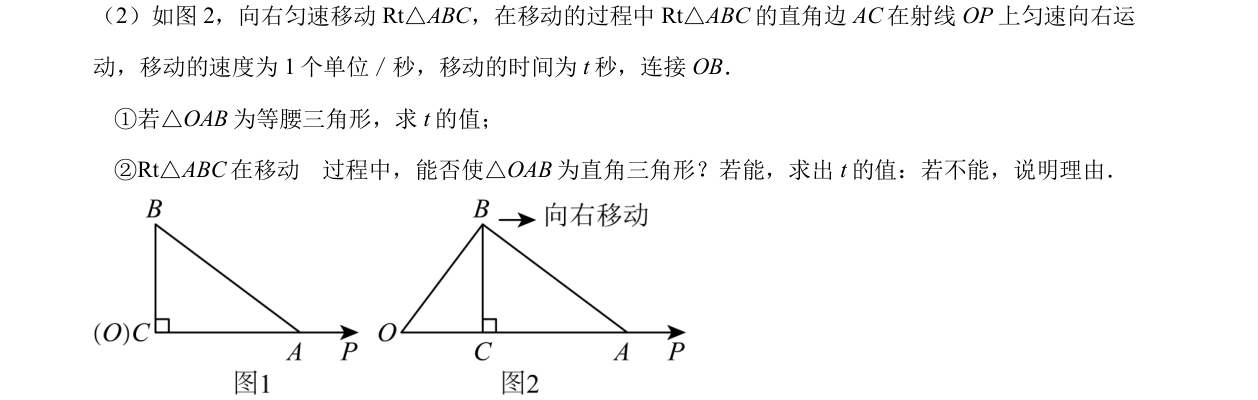 （2）如图 2，向右匀速移动 Rt△ABC，在移动的过程中 Rt△ABC 的直角边 AC 在射线 OP 上匀速向右运
动，移动的速度为 1 个单位 / 秒，移动的时间为 t 秒，连接 OB．
①若△OAB 为等腰三角形，求 t 的值；
②Rt△ABC 在移动 过程中，能否使△OAB 为直角三角形？若能，求出 t 的值：若不能，说明理由．
B
B
向右移动
(O)C
A
P
O
C
A
P
图1
图2